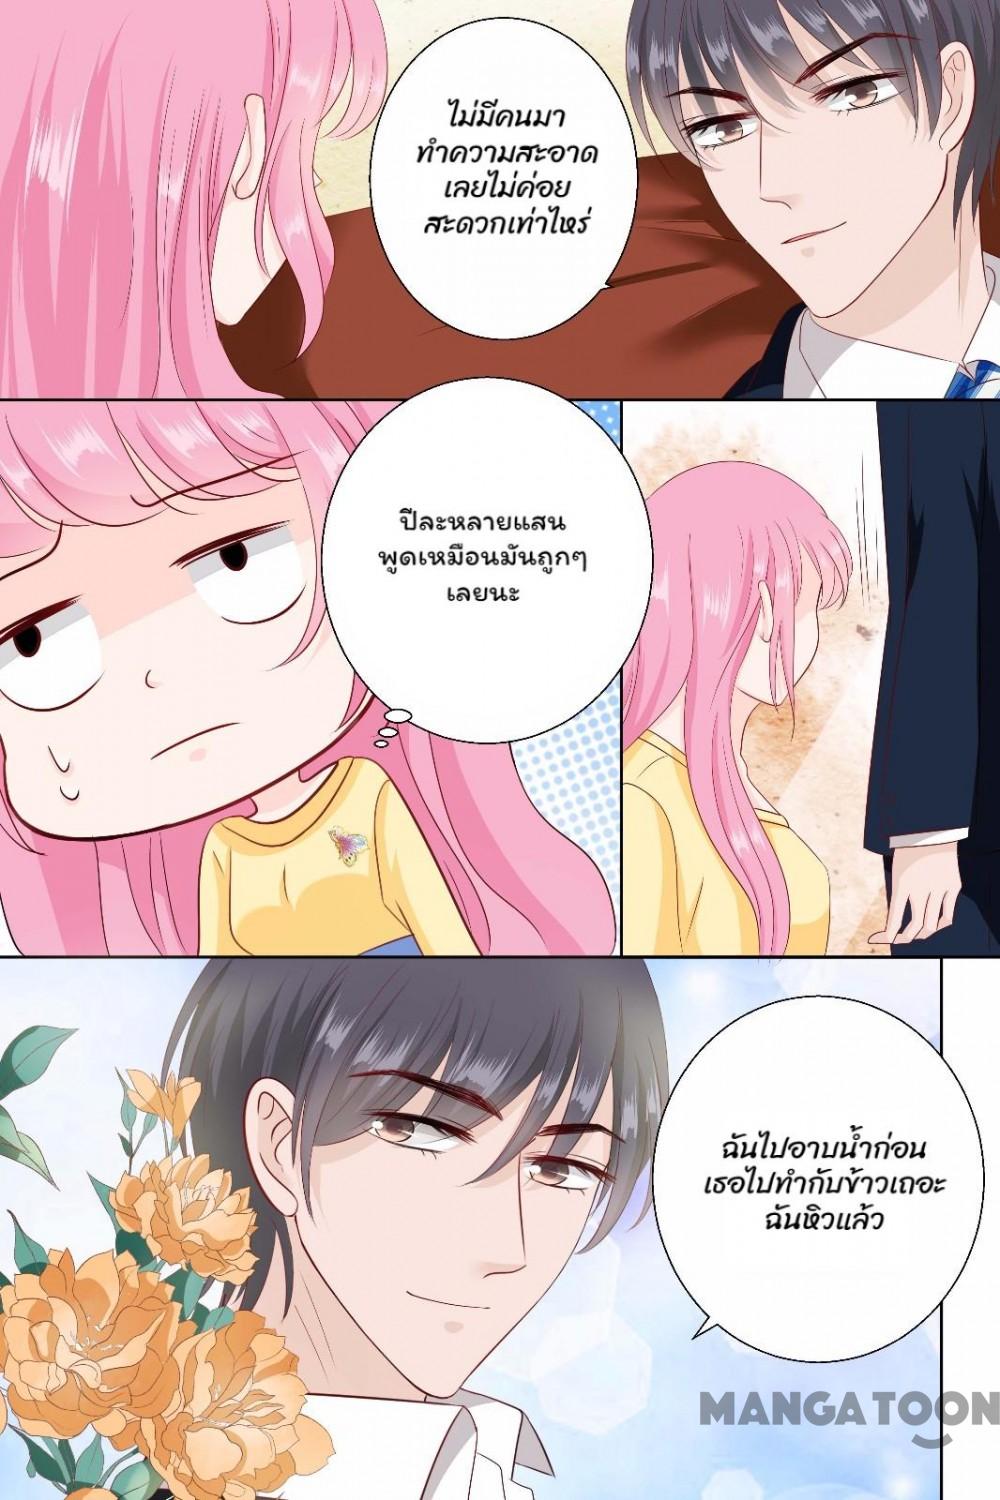 ไม่มีคนมา
ทำความสะอาด
เลยไม่ค่อย
สะดวกเท่าไหร่
ปีละหลายแสน
พูดเหมือนมันถูกๆ
เลยนะ
ฉันไปอาบน้ำก่อน
เธอไปทำกับข้าวเถอะ
ฉันหิวแล้ว
MANGATOON